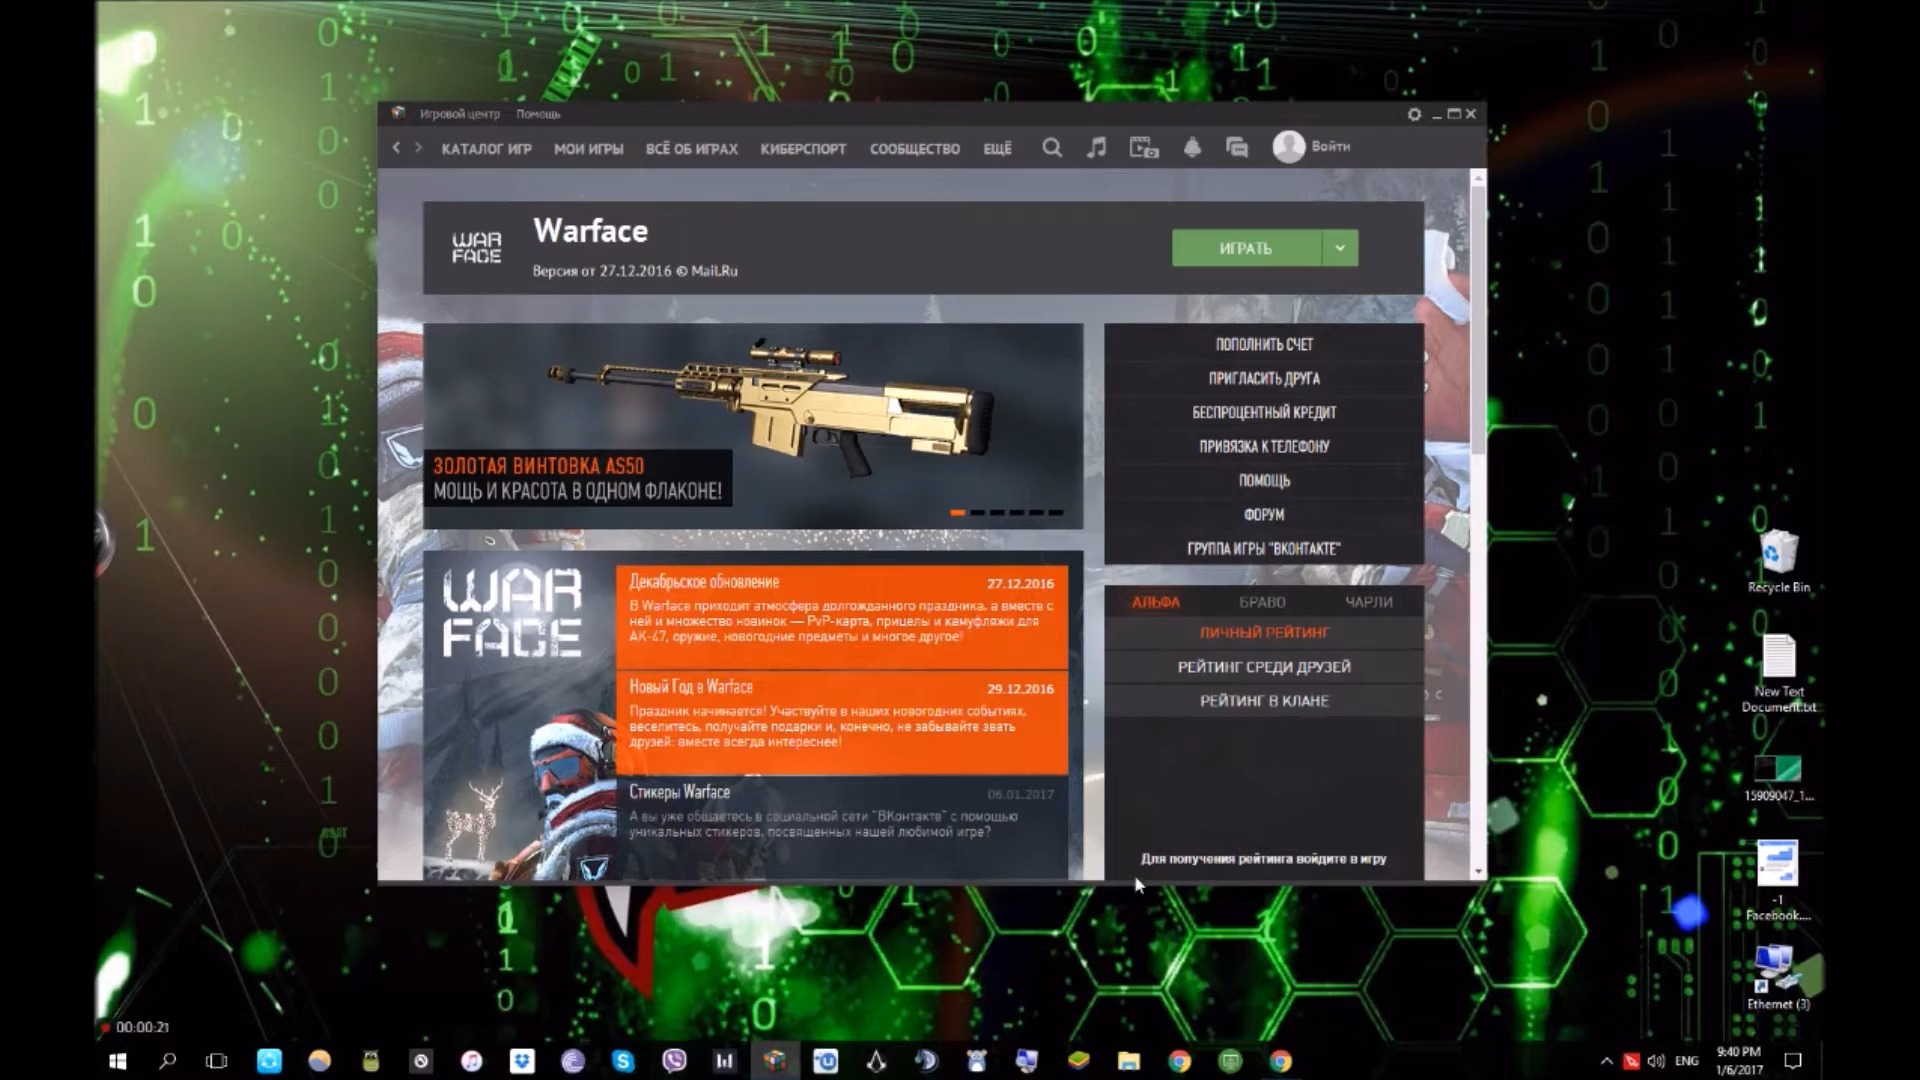 Игровой центр Помощь
КАТАЛОГ ИГР МОИ ИГРЫ ВСЁ ОБ ИГРАХ КИБЕРСПОРТ СООБЩЕСТВО ЕЩЁ Войти
WAR
FACE
Warface
Версия от 27.12.2016 © Mail.Ru
ИГРАТЬ
ЗОЛОТАЯ ВИНТОВКА AS50
МОЩЬ И КРАСОТА В ОДНОМ ФЛАКОНЕ!
ПОПОЛНИТЬ СЧЕТ
ПРИГЛАСИТЬ ДРУГА
БЕСПРОЦЕНТНЫЙ КРЕДИТ
ПРИВЯЗКА К ТЕЛЕФОНУ
ПОМОЩЬ
ФОРУМ
ГРУППА ИГРЫ "ВКОНТАКТЕ"
WAR
FACE
Декабрьское обновление 27.12.2016
В Warface приходит атмосфера долгожданного праздника, а вместе с
ней и множество новинок — PvP-карта, прицелы и камуфляжи для
АК-47, оружие, новогодние предметы и многое другое!
Новый Год в Warface 29.12.2016
Праздник начинается! Участвуйте в наших новогодних событиях,
веселитесь, получайте подарки и, конечно, не забывайте звать
друзей: вместе всегда интереснее!
Стикеры Warface 06.01.2017
А вы уже общаетесь в социальной сети "ВКонтакте" с помощью
уникальных стикеров, посвященных нашей любимой игре?
АЛЬФА БРАВО ЧАРЛИ
ЛИЧНЫЙ РЕЙТИНГ
РЕЙТИНГ СРЕДИ ДРУЗЕЙ
РЕЙТИНГ В КЛАНЕ
Для получения рейтинга войдите в игру
Recycle Bin
New Text
Document.txt
15909047_1...
-1
Facebook....
Ethernet (3)
00:00:21
ENG
9:40 PM
1/6/2017